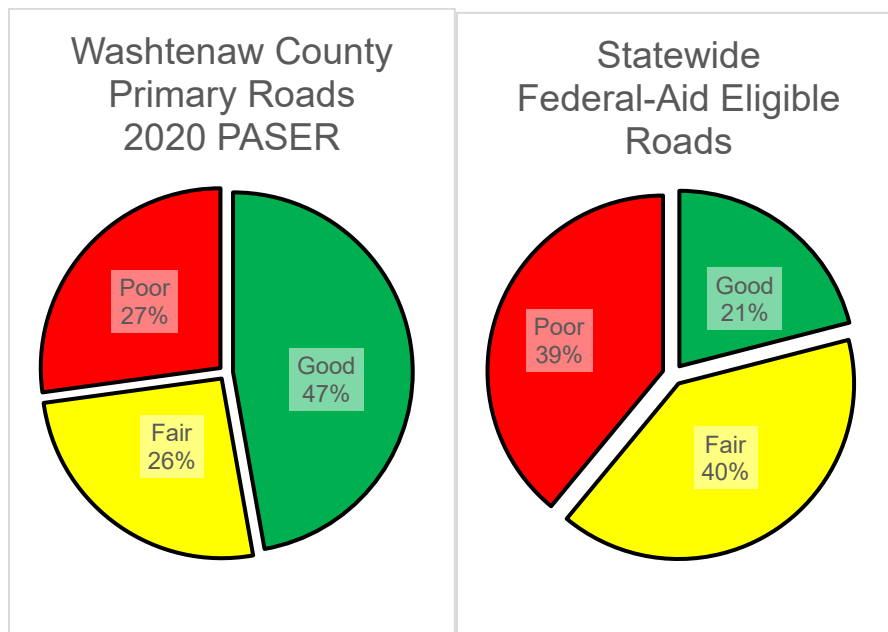 Washtenaw County
Primary Roads
2020 PASER
Poor
27%
Good
47%
Fair
26%
Statewide
Federal-Aid Eligible
Roads
Good
21%
Poor
39%
Fair
40%